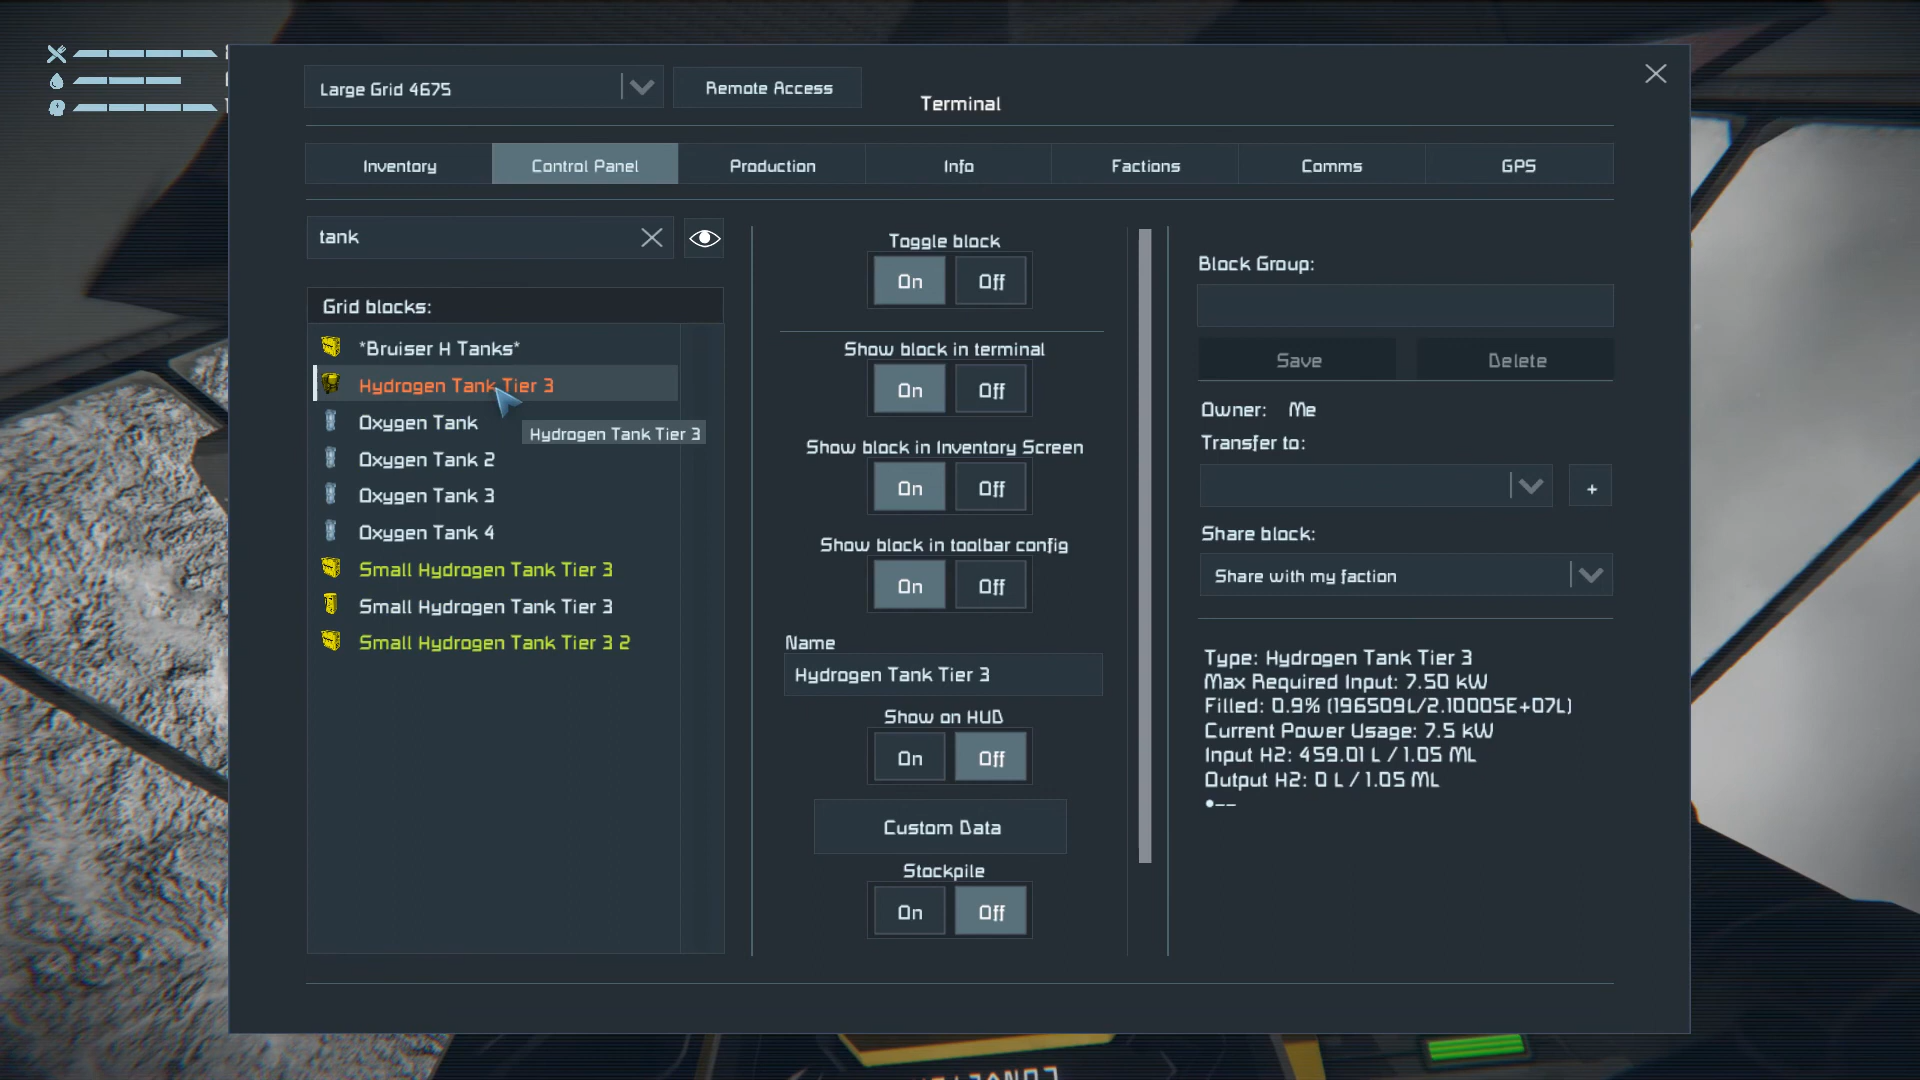 Large Grid 4675
Remote Access
Terminal
Inventory
Control Panel
Production
Info
Factions
Comms
GPS
tank
Grid blocks:
*Bruiser H Tanks*
Hydrogen Tank Tier 3
Hydrogen Tank Tier 3
Oxygen Tank
Oxygen Tank 2
Oxygen Tank 3
Oxygen Tank 4
Small Hydrogen Tank Tier 3
Small Hydrogen Tank Tier 3
Small Hydrogen Tank Tier 3 2
Toggle block
On Off
Show block in terminal
On Off
Show block in Inventory Screen
On Off
Show block in toolbar config
On Off
Name
Hydrogen Tank Tier 3
Show on HUD
On Off
Custom Data
Stockpile
On Off
Block Group:
Save Delete
Owner: Me
Transfer to:
+
Share block:
Share with my faction
Type: Hydrogen Tank Tier 3
Max Required Input: 7.50 kW
Filled: 0.9% (196509L/2.10005E+07L)
Current Power Usage: 7.5 kW
Input H2: 459.01 L / 1.05 ML
Output H2: 0 L / 1.05 ML
•--